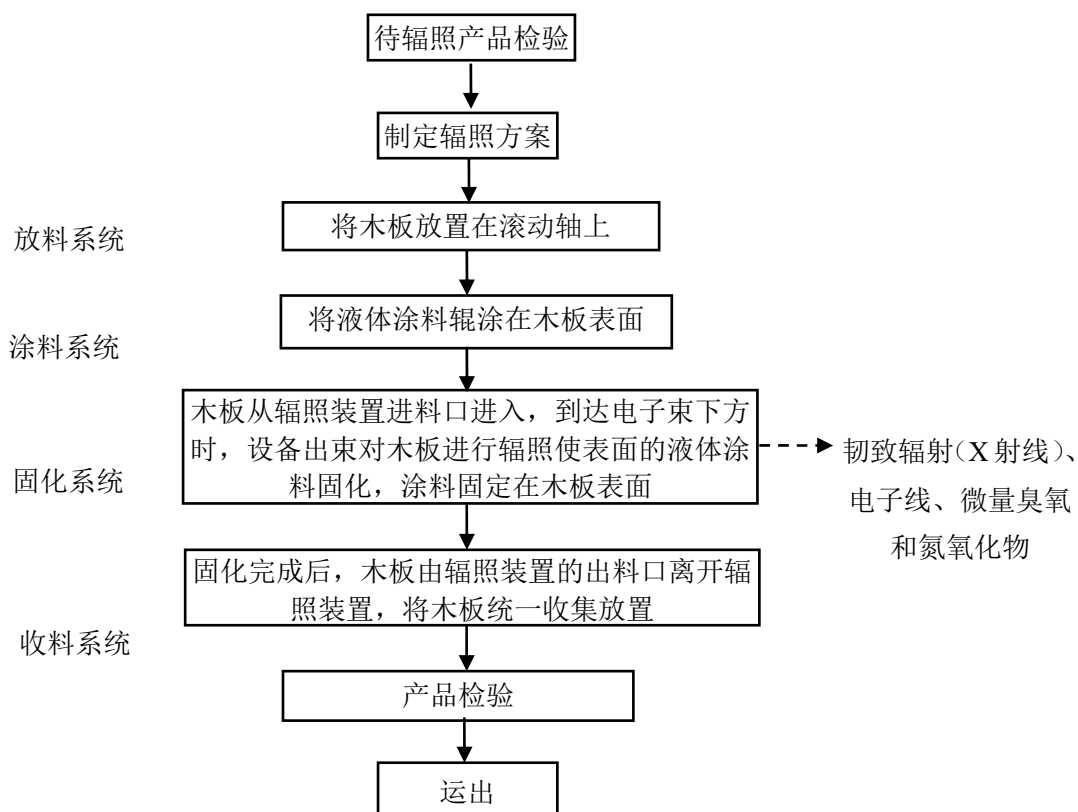 待辐照产品检验
制定辐照方案
放料系统
将木板放置在滚动轴上
涂料系统
将液体涂料辊涂在木板表面
固化系统
木板从辐照装置进料口进入，到达电子束下方
时，设备出束对木板进行辐照使表面的液体涂
料固化，涂料固定在木板表面
韧致辐射（X 射线）、
电子线、微量臭氧
和氮氧化物
收料系统
固化完成后，木板由辐照装置的出料口离开辐
照装置，将木板统一收集放置
产品检验
运出